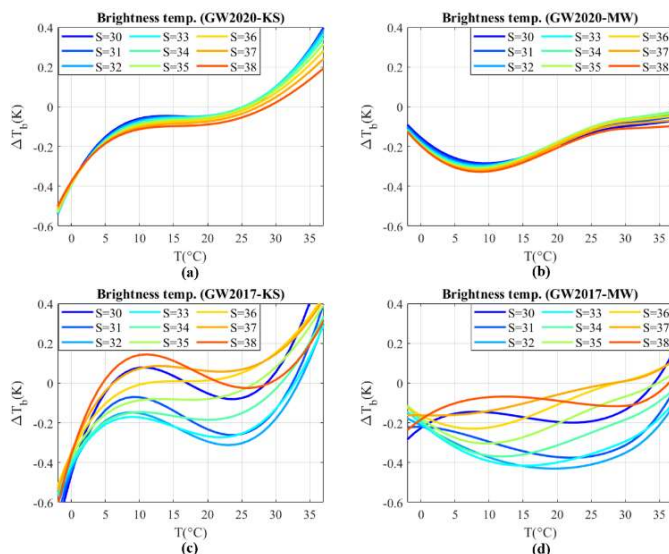 Brightness temp. (GW2020-KS)
S=30 S=33 S=36
S=31 S=34 S=37
S=32 S=35 S=38
0.4
0.2
0
-0.2
-0.4
-0.6
ΔT_b(K)
0 5 10 15 20 25 30 35
T(°C)
(a)
Brightness temp. (GW2020-MW)
S=30 S=33 S=36
S=31 S=34 S=37
S=32 S=35 S=38
0.4
0.2
0
-0.2
-0.4
-0.6
ΔT_b(K)
0 5 10 15 20 25 30 35
T(°C)
(b)
Brightness temp. (GW2017-KS)
S=30 S=33 S=36
S=31 S=34 S=37
S=32 S=35 S=38
0.4
0.2
0
-0.2
-0.4
-0.6
ΔT_b(K)
0 5 10 15 20 25 30 35
T(°C)
(c)
Brightness temp. (GW2017-MW)
S=30 S=33 S=36
S=31 S=34 S=37
S=32 S=35 S=38
0.4
0.2
0
-0.2
-0.4
-0.6
ΔT_b(K)
0 5 10 15 20 25 30 35
T(°C)
(d)